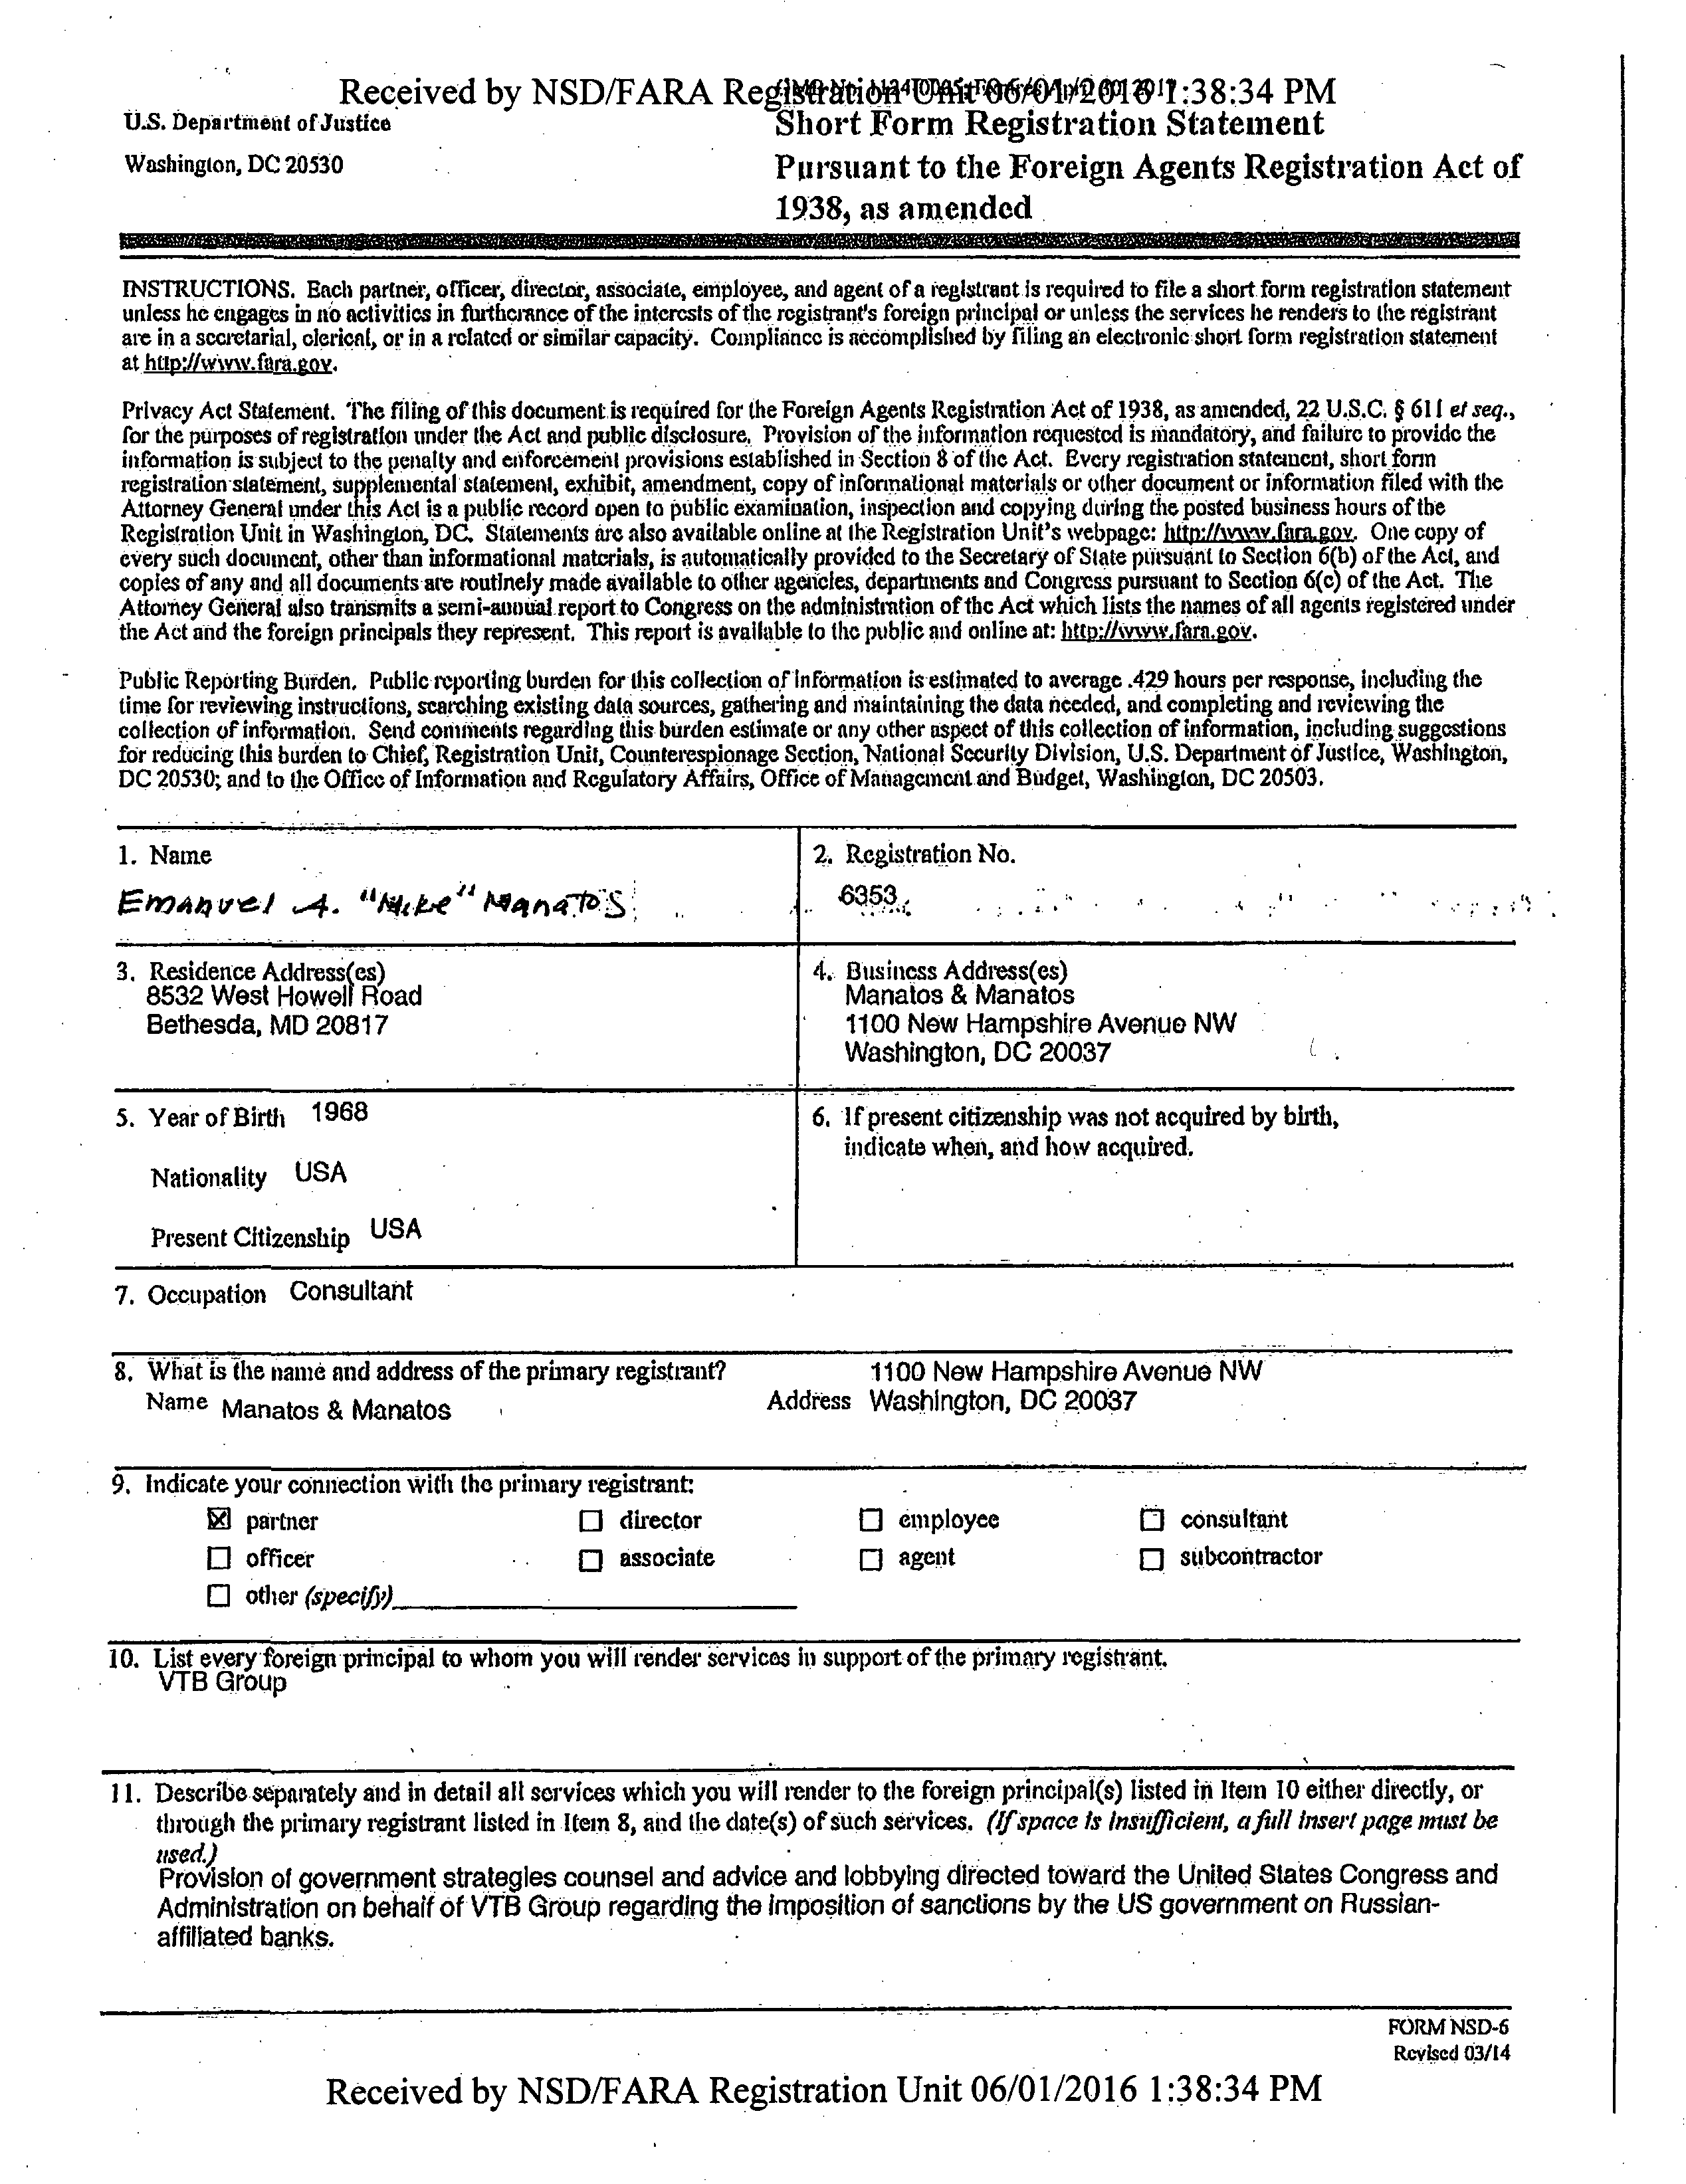 Received by NSD/FARA Registration Unit 06/01/2016 1:38:34 PM
U.S. Department of Justice
Washington, DC 20530
Short Form Registration Statement
Pursuant to the Foreign Agents Registration Act of
1938, as amended
INSTRUCTIONS. Each partner, officer, director, associate, employee, and agent of a registrant is required to file a short form registration statement
unless he engages in no activities in furtherance of the interests of the registrant's foreign principal or unless the services he renders to the registrant
are in a secretarial, clerical, or in a related or similar capacity. Compliance is accomplished by filing an electronic short form registration statement
at http://www.fara.gov.
Privacy Act Statement. The filing of this document is required for the Foreign Agents Registration Act of 1938, as amended, 22 U.S.C. § 611 et seq.,
for the purposes of registration under the Act and public disclosure. Provision of the information requested is mandatory, and failure to provide the
information is subject to the penalty and enforcement provisions established in Section 8 of the Act. Every registration statement, short form
registration statement, supplemental statement, exhibit, amendment, copy of informational materials or other document or information filed with the
Attorney General under this Act is a public record open to public examination, inspection and copying during the posted business hours of the
Registration Unit in Washington, DC. Statements are also available online at the Registration Unit's webpage: http://www.fara.gov. One copy of
every such document, other than informational materials, is automatically provided to the Secretary of State pursuant to Section 6(b) of the Act, and
copies of any and all documents are routinely made available to other agencies, departments and Congress pursuant to Section 6(c) of the Act. The
Attorney General also transmits a semi-annual report to Congress on the administration of the Act which lists the names of all agents registered under
the Act and the foreign principals they represent. This report is available to the public and online at: http://www.fara.gov.
Public Reporting Burden. Public reporting burden for this collection of information is estimated to average .429 hours per response, including the
time for reviewing instructions, searching existing data sources, gathering and maintaining the data needed, and completing and reviewing the
collection of information. Send comments regarding this burden estimate or any other aspect of this collection of information, including suggestions
for reducing this burden to Chief, Registration Unit, Counterespionage Section, National Security Division, U.S. Department of Justice, Washington,
DC 20530; and to the Office of Information and Regulatory Affairs, Office of Management and Budget, Washington, DC 20503.
1. Name
Emanuel A. "Mike" Manatos
2. Registration No.
6353
3. Residence Address(es)
8532 West Howell Road
Bethesda, MD 20817
4. Business Address(es)
Manatos & Manatos
1100 New Hampshire Avenue NW
Washington, DC 20037
5. Year of Birth 1968
Nationality USA
Present Citizenship USA
6. If present citizenship was not acquired by birth,
indicate when, and how acquired.
7. Occupation Consultant
8. What is the name and address of the primary registrant?
Name Manatos & Manatos
1100 New Hampshire Avenue NW
Address Washington, DC 20037
9. Indicate your connection with the primary registrant:
☒ partner ☐ director ☐ employee ☐ consultant
☐ officer ☐ associate ☐ agent ☐ subcontractor
☐ other (specify)
10. List every foreign principal to whom you will render services in support of the primary registrant.
VTB Group
11. Describe separately and in detail all services which you will render to the foreign principal(s) listed in Item 10 either directly, or
through the primary registrant listed in Item 8, and the date(s) of such services. (If space is insufficient, a full insert page must be
used.)
Provision of government strategies counsel and advice and lobbying directed toward the United States Congress and
Administration on behalf of VTB Group regarding the imposition of sanctions by the US government on Russian-
affiliated banks.
FORM NSD-6
Revised 03/14
Received by NSD/FARA Registration Unit 06/01/2016 1:38:34 PM